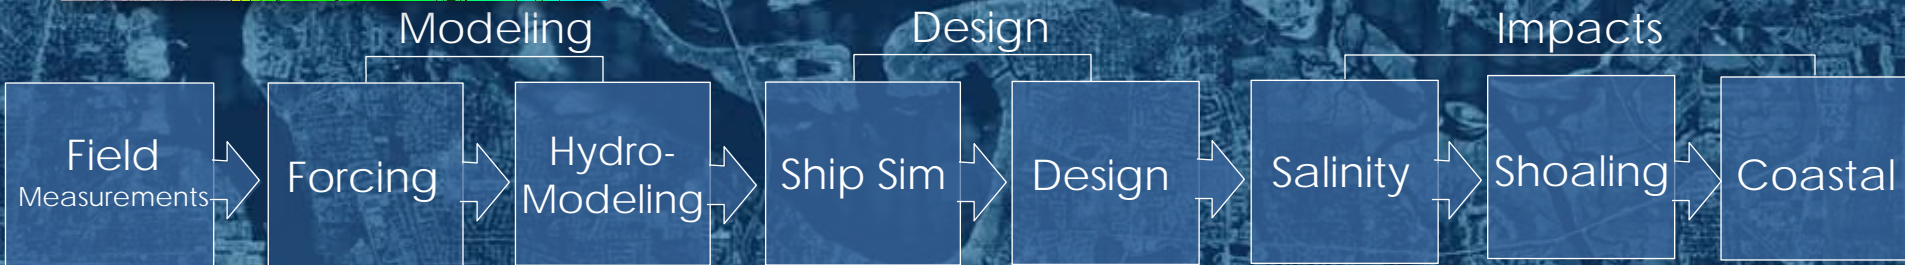 Modeling
Design
Impacts
Field
Measurements
Forcing
Hydro-
Modeling
Ship Sim
Design
Salinity
Shoaling
Coastal